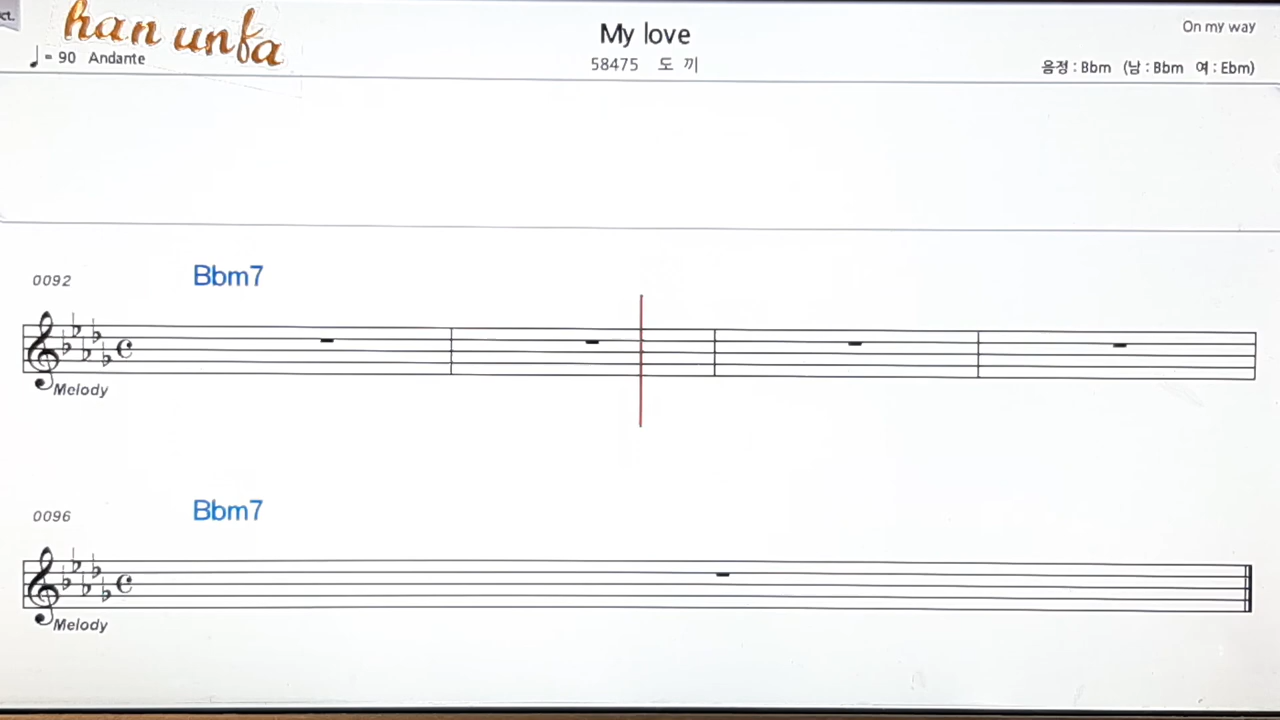 ct.
han unfa
My love
On my way
= 90 Andante
58475 도 끼
음정 : Bbm (남 : Bbm 여 : Ebm)
0092
Bbm7
Melody
0096
Bbm7
Melody